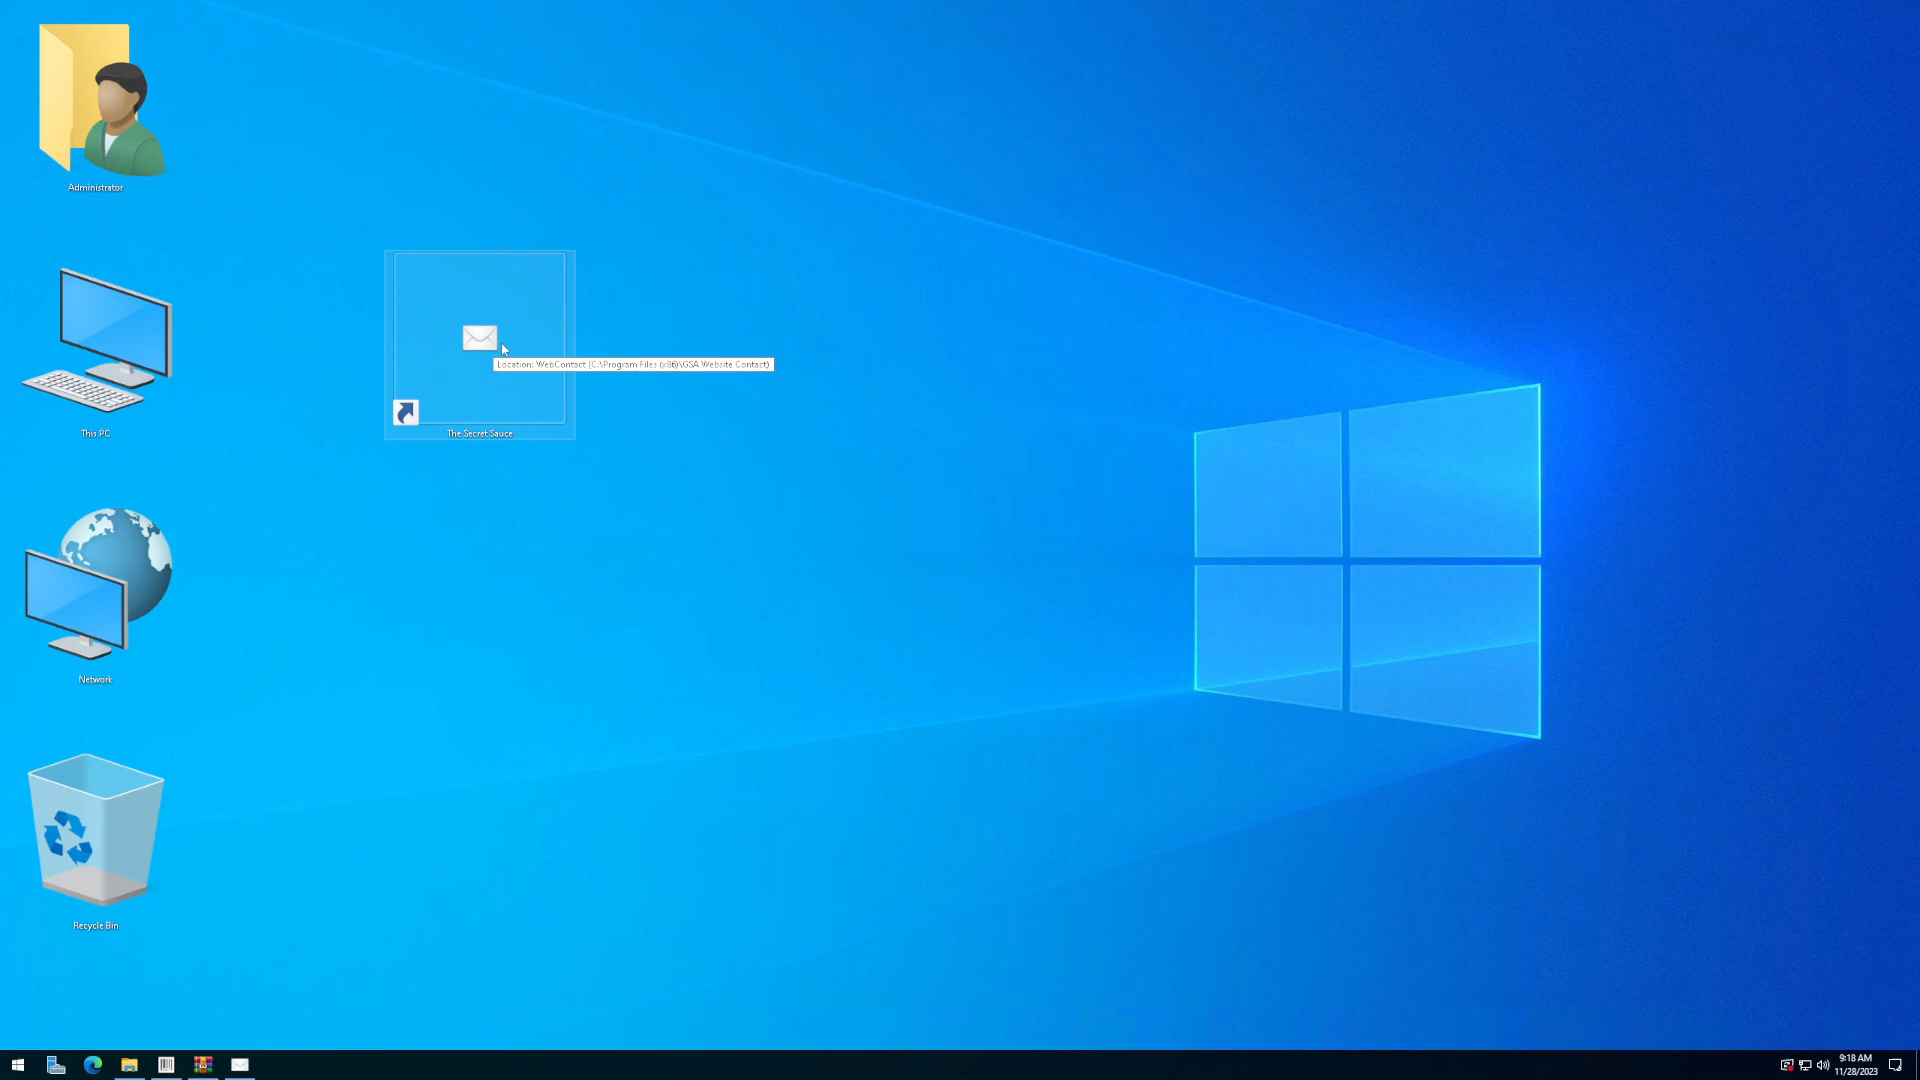 Administrator
This PC
Location: WebContact (C:\Program Files (x86)\GSA Website Contact)
The Secret Sauce
Network
Recycle Bin
9:18 AM
11/28/2023